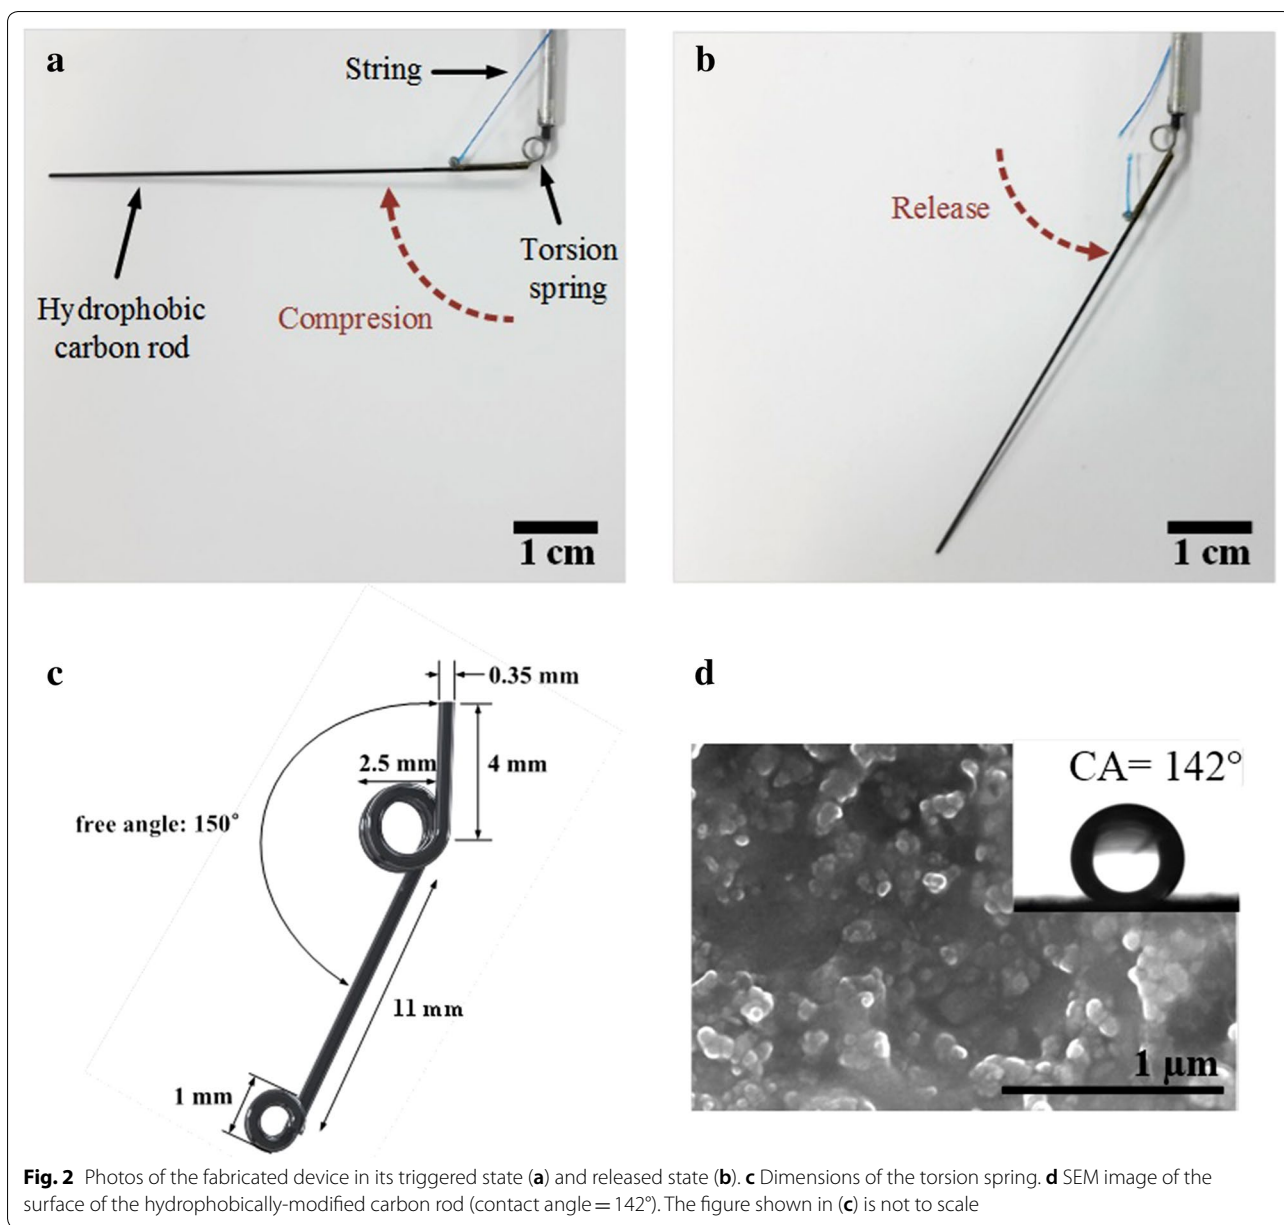 a
String
Torsion
spring
Hydrophobic
carbon rod
Compresion
1 cm
b
Release
1 cm
c
0.35 mm
2.5 mm
4 mm
free angle: 150°
11 mm
1 mm
d
CA= 142°
1 μm
Fig. 2 Photos of the fabricated device in its triggered state (a) and released state (b). c Dimensions of the torsion spring. d SEM image of the
surface of the hydrophobically-modified carbon rod (contact angle = 142°). The figure shown in (c) is not to scale